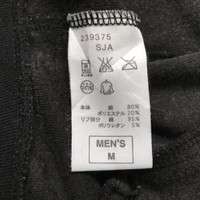 239375
SJA
本体 綿 80%
ポリエステル 20%
リブ部分 綿 95%
ポリウレタン 5%
MEN'S
M